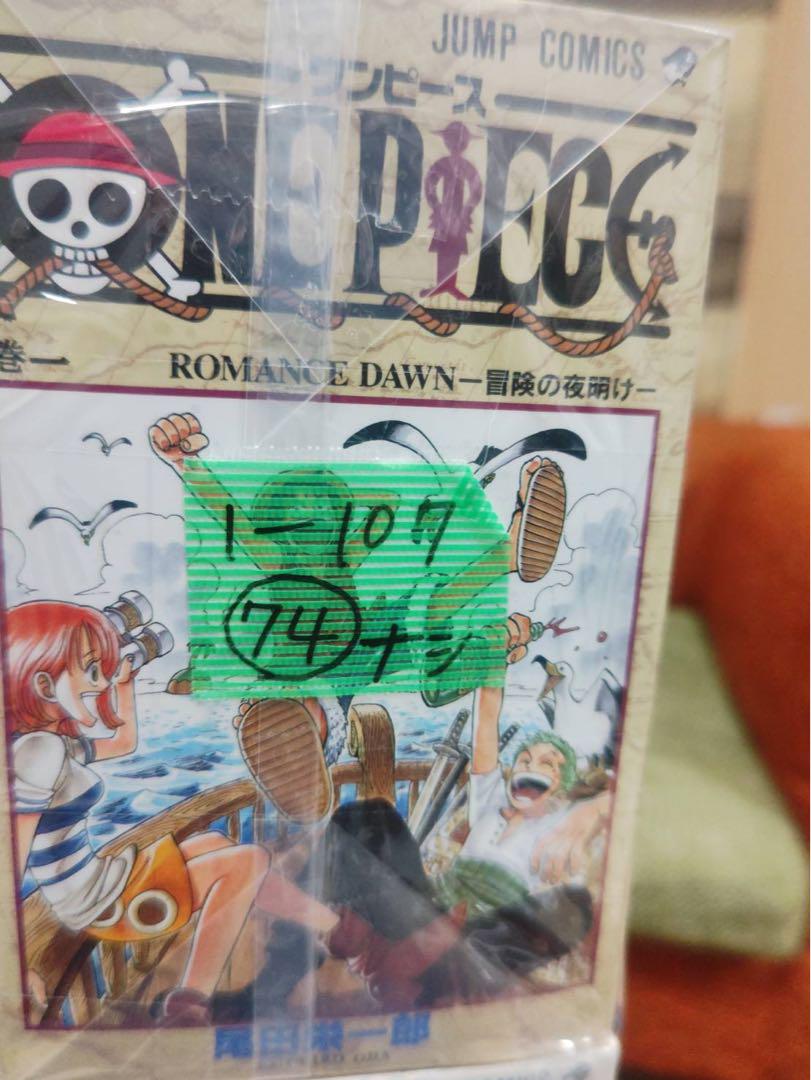 JUMP COMICS
ワンピース
ONE PIECE
巻一
ROMANCE DAWN—冒険の夜明け—
1—107
74ナシ
尾田栄一郎